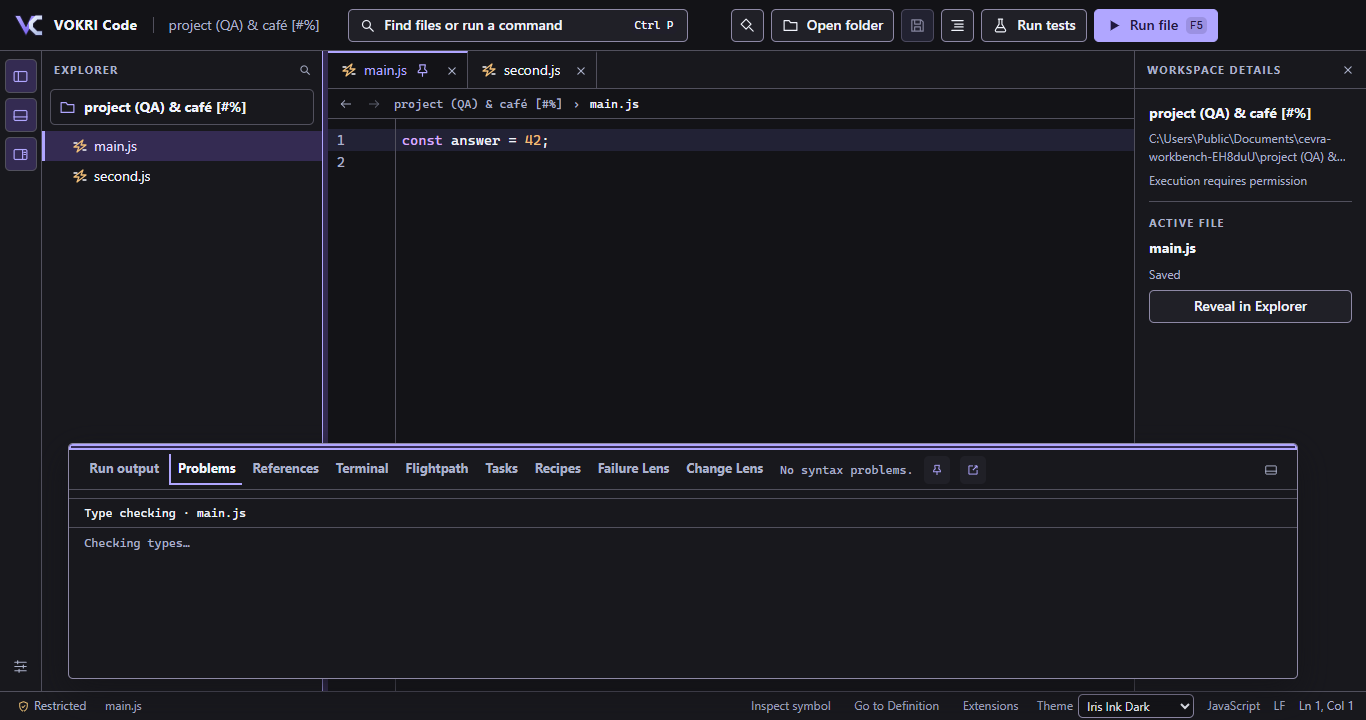 VC VOKRI Code project (QA) & café [#%] Find files or run a command Ctrl P Open folder Run tests Run file F5
EXPLORER
project (QA) & café [#%]
main.js
second.js
main.js second.js
project (QA) & café [#%] › main.js
1 const answer = 42;
2
WORKSPACE DETAILS
project (QA) & café [#%]
C:\Users\Public\Documents\cevra-
workbench-EH8duU\project (QA) &...
Execution requires permission
ACTIVE FILE
main.js
Saved
Reveal in Explorer
Run output Problems References Terminal Flightpath Tasks Recipes Failure Lens Change Lens No syntax problems.
Type checking · main.js
Checking types…
Restricted main.js Inspect symbol Go to Definition Extensions Theme Iris Ink Dark JavaScript LF Ln 1, Col 1